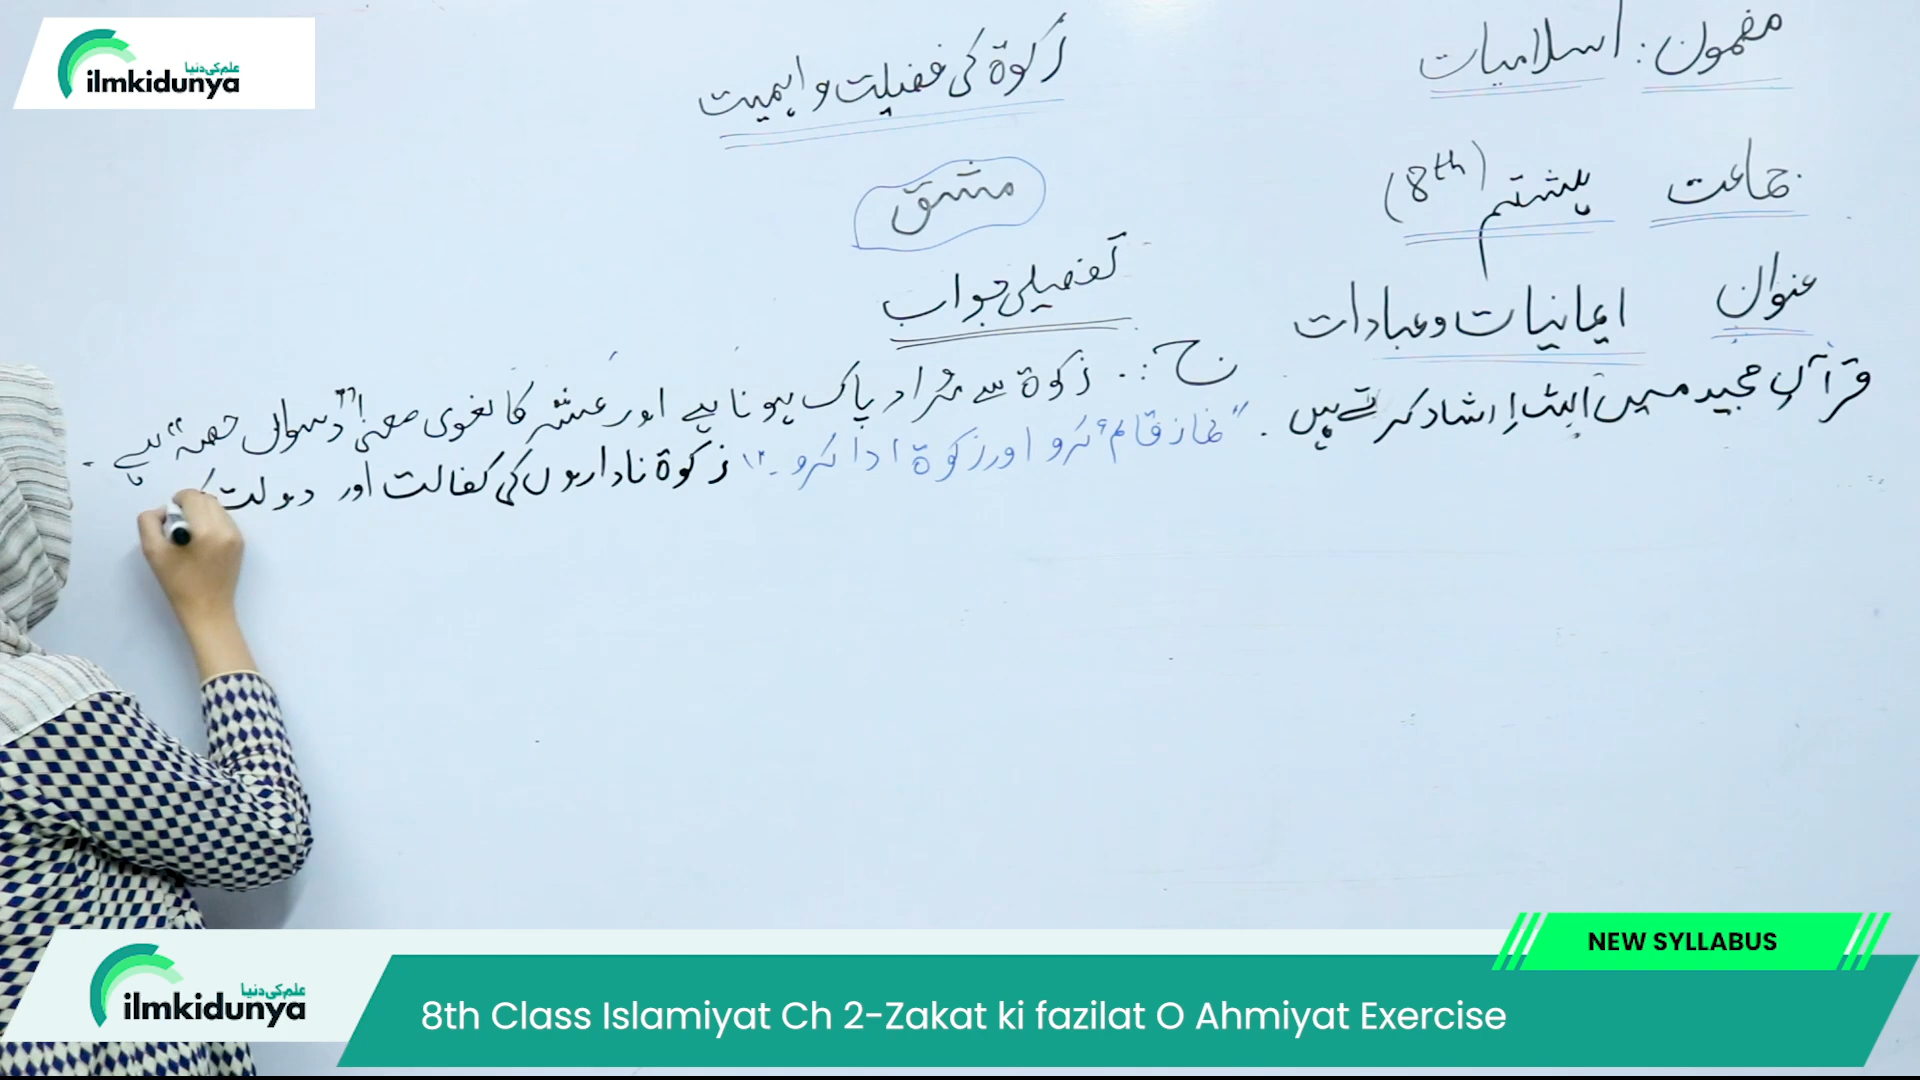 علم کی دنیا
ilmkidunya
مضمون: اسلامیات
زکوٰۃ کی فضیلت و اہمیت
جماعت ہشتم (8th)
مشق
عنوان ایمانیات و عبادات
تفصیلی جواب
ج:۔ زکوٰۃ سے مُراد پاک ہونا ہے اور عشر کا لغوی معنیٰ "دسواں حصہ" ہے۔
قرآنِ مجید میں اللہ اِرشاد کرتے ہیں۔ "نماز قائم کرو اور زکوٰۃ ادا کرو۔" زکوٰۃ ناداروں کی کفالت اور دولت
علم کی دنیا
ilmkidunya
NEW SYLLABUS
8th Class Islamiyat Ch 2-Zakat ki fazilat O Ahmiyat Exercise